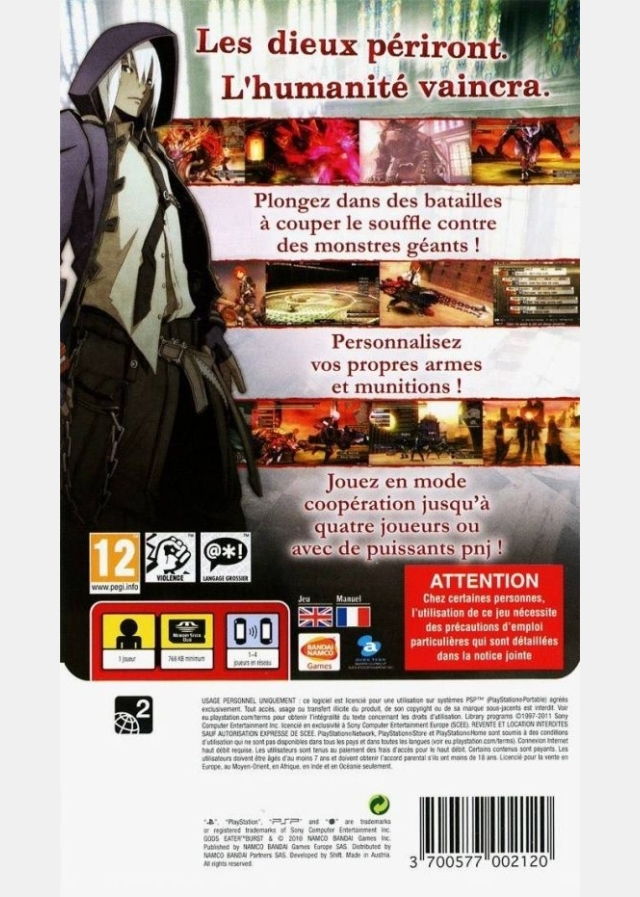 Les dieux périront.
L'humanité vaincra.
Plongez dans des batailles
à couper le souffle contre
des monstres géants !
Personnalisez
vos propres armes
et munitions !
Jouez en mode
coopération jusqu'à
quatre joueurs ou
avec de puissants pnj !
12
www.pegi.info
VIOLENCE
@*!
LANGAGE GROSSIER
ATTENTION
Chez certaines personnes,
l'utilisation de ce jeu nécessite
des précautions d'emploi
particulières qui sont détaillées
dans la notice jointe
Jeu Manuel
1 joueur
768 KB minimum
1-4
joueurs en réseau
BANDAI
NAMCO
Games
2
USAGE PERSONNEL UNIQUEMENT : ce logiciel est licencié pour une utilisation sur systèmes PSP™ (PlayStation®Portable) agréés
exclusivement. Tout accès, usage ou transfert illicite du produit, de son copyright ou de sa marque sous-jacents est interdit. Voir
eu.playstation.com/terms pour obtenir l'intégralité du texte concernant les droits d'utilisation. Library programs ©1997-2011 Sony
Computer Entertainment Inc. licencié en exclusivité à Sony Computer Entertainment Europe (SCEE). REVENTE ET LOCATION INTERDITES
SAUF AUTORISATION EXPRESSE DE SCEE. PlayStation®Network, PlayStation®Store et PlayStation®Home sont soumis à des conditions
d'utilisation qui ne sont pas disponibles dans tous les pays et dans toutes les langues (voir eu.playstation.com/terms). Connexion Internet
haut débit requise. Les utilisateurs sont tenus au paiement des frais d'accès pour le haut débit. Certains contenus sont payants. Les
utilisateurs doivent être âgés d'au moins 7 ans et doivent obtenir l'accord parental s'ils ont moins de 18 ans. Licencié pour la vente en
Europe, au Moyen-Orient, en Afrique, en Inde et en Océanie seulement.
"PlayStation", "PSP" and are trademarks
or registered trademarks of Sony Computer Entertainment Inc.
GODS EATER™BURST & © 2010 NAMCO BANDAI Games Inc.
Published by NAMCO BANDAI Games Europe SAS. Distributed by
NAMCO BANDAI Partners SAS. Developed by Shift. Made in Austria.
All rights reserved.
3 700577 002120